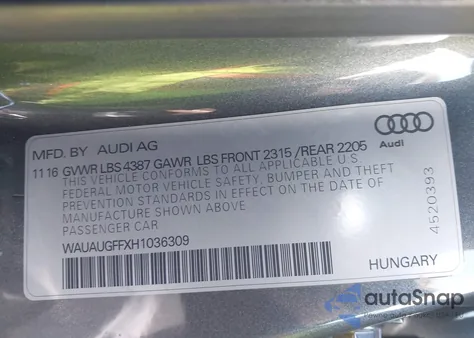 MFD. BY AUDI AG
Audi
11 16 GVWR LBS 4387 GAWR LBS FRONT 2315 /REAR 2205
THIS VEHICLE CONFORMS TO ALL APPLICABLE U.S.
FEDERAL MOTOR VEHICLE SAFETY, BUMPER AND THEFT
PREVENTION STANDARDS IN EFFECT ON THE DATE OF
MANUFACTURE SHOWN ABOVE
PASSENGER CAR
WAUAUGFFXH1036309
4520393
HUNGARY
autoSnap